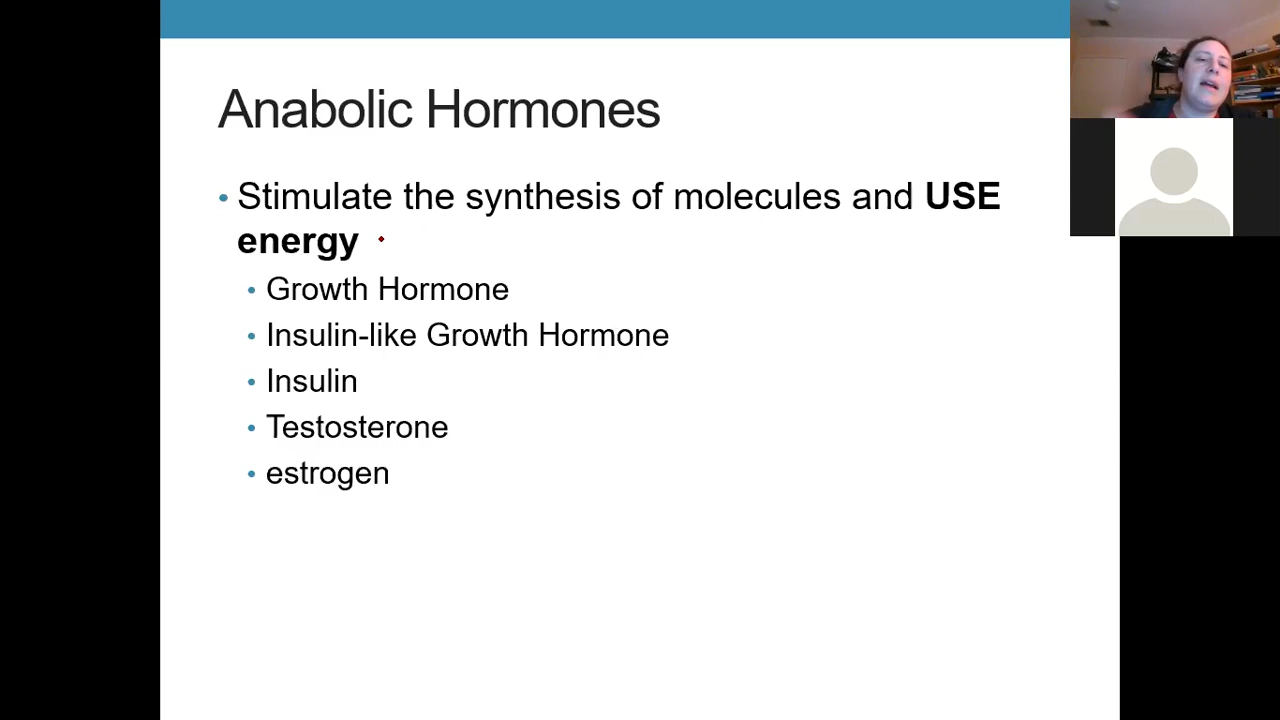 Anabolic Hormones
• Stimulate the synthesis of molecules and USE
energy
• Growth Hormone
• Insulin-like Growth Hormone
• Insulin
• Testosterone
• estrogen